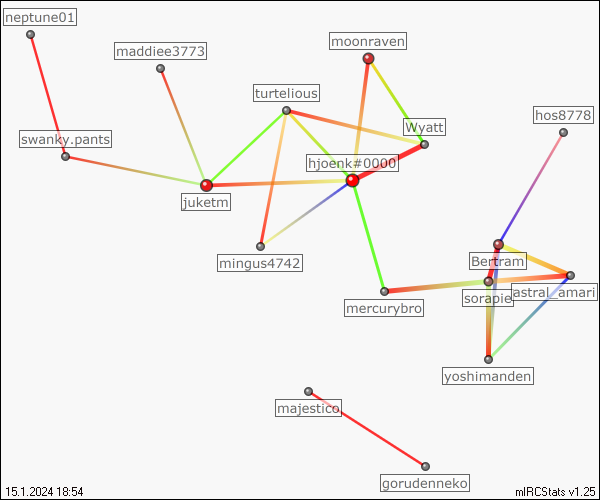 neptune01
moonraven
maddiee3773
turtelious
hos8778
Wyatt
swanky.pants
hjoenk#0000
juketm
Bertram
mingus4742
astral_amari
sorapie
mercurybro
yoshimanden
majestico
gorudenneko
15.1.2024 18:54
mIRCStats v1.25